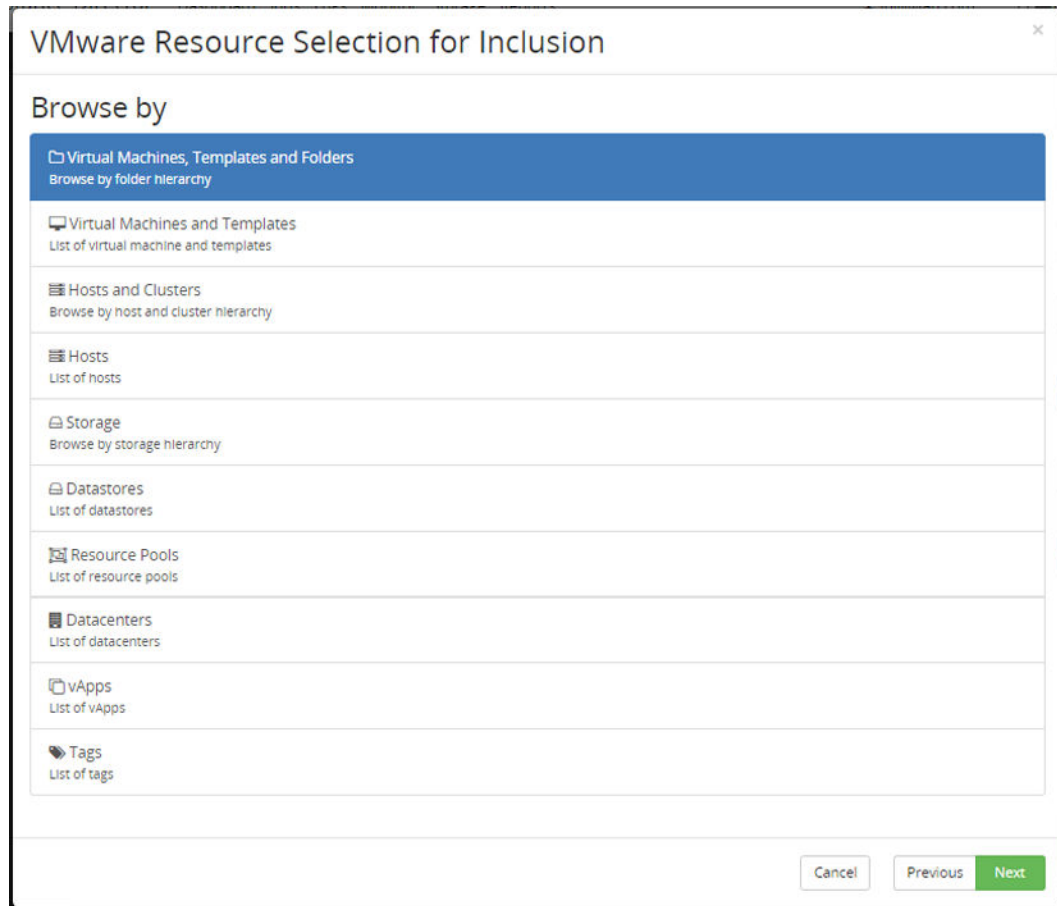 VMware Resource Selection for Inclusion
×
Browse by
Virtual Machines, Templates and Folders
Browse by folder hierarchy
Virtual Machines and Templates
List of virtual machine and templates
Hosts and Clusters
Browse by host and cluster hierarchy
Hosts
List of hosts
Storage
Browse by storage hierarchy
Datastores
List of datastores
Resource Pools
List of resource pools
Datacenters
List of datacenters
vApps
List of vApps
Tags
List of tags
Cancel Previous Next